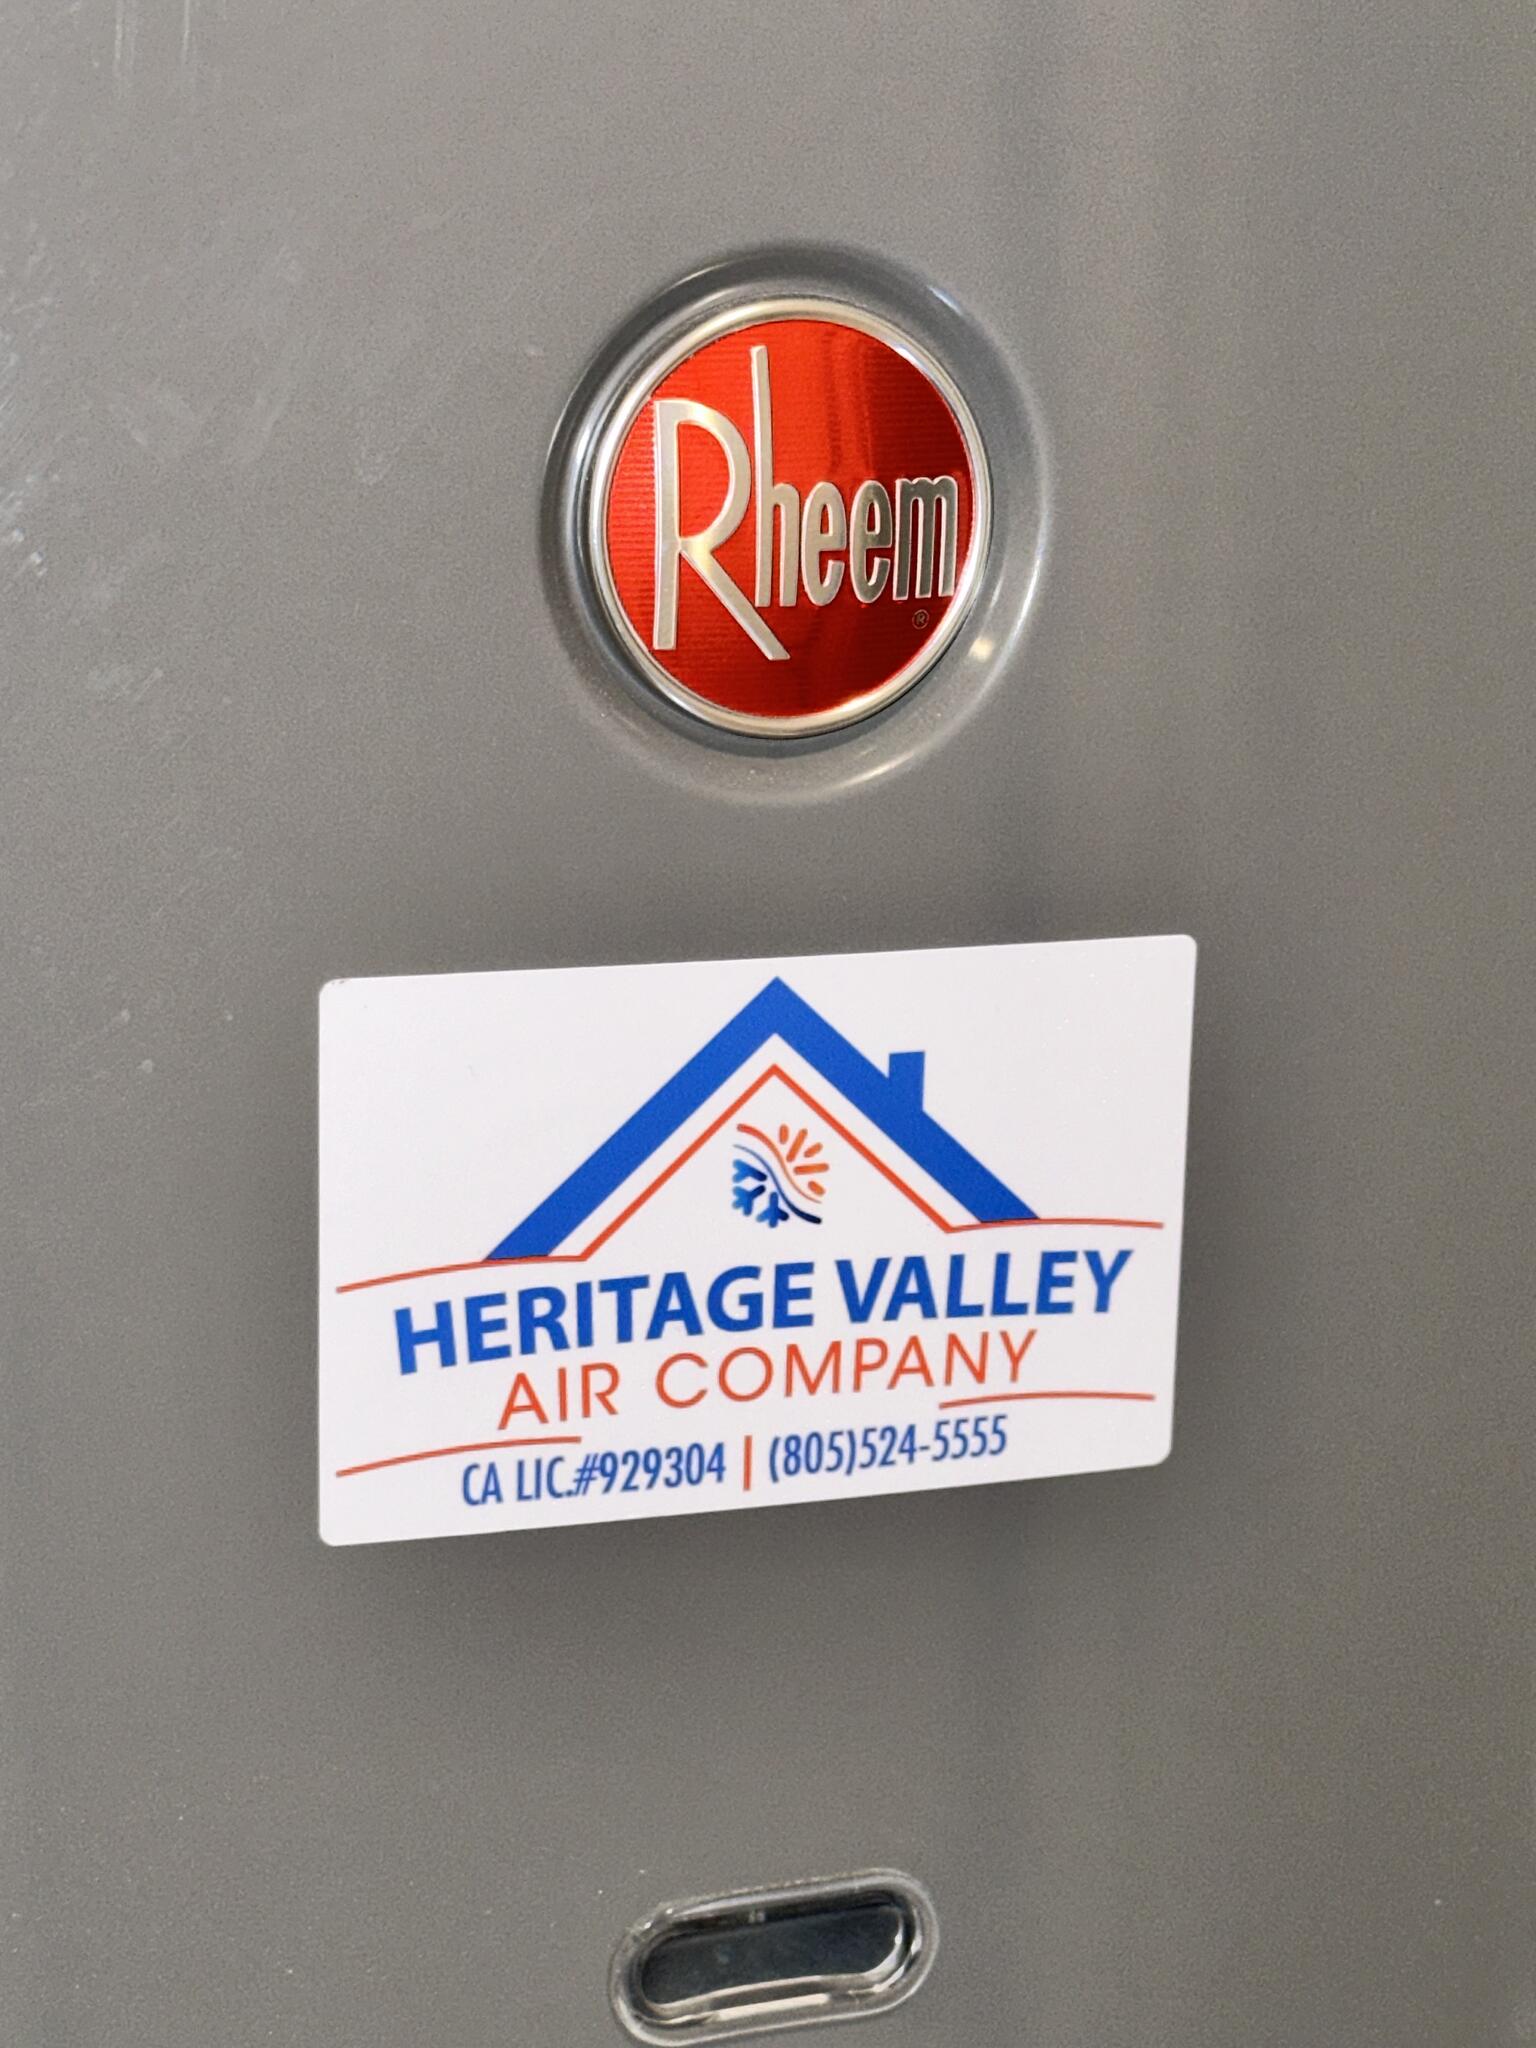 Rheem
®
HERITAGE VALLEY
AIR COMPANY
CA LIC.#929304 | (805)524-5555